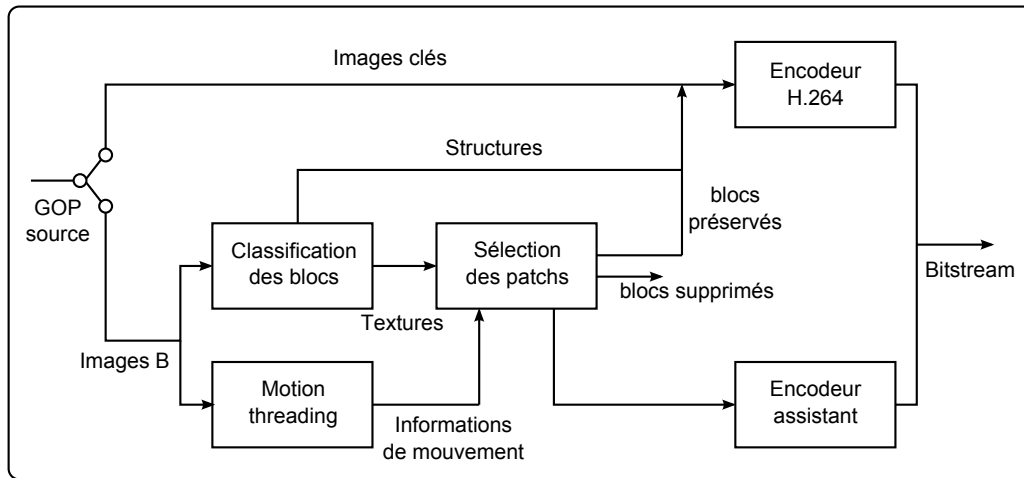 Images clés
Encodeur
H.264
Structures
GOP
source
blocs
préservés
Classification
des blocs
Sélection
des patchs
Bitstream
blocs supprimés
Textures
Images B
Motion
threading
Informations
de mouvement
Encodeur
assistant